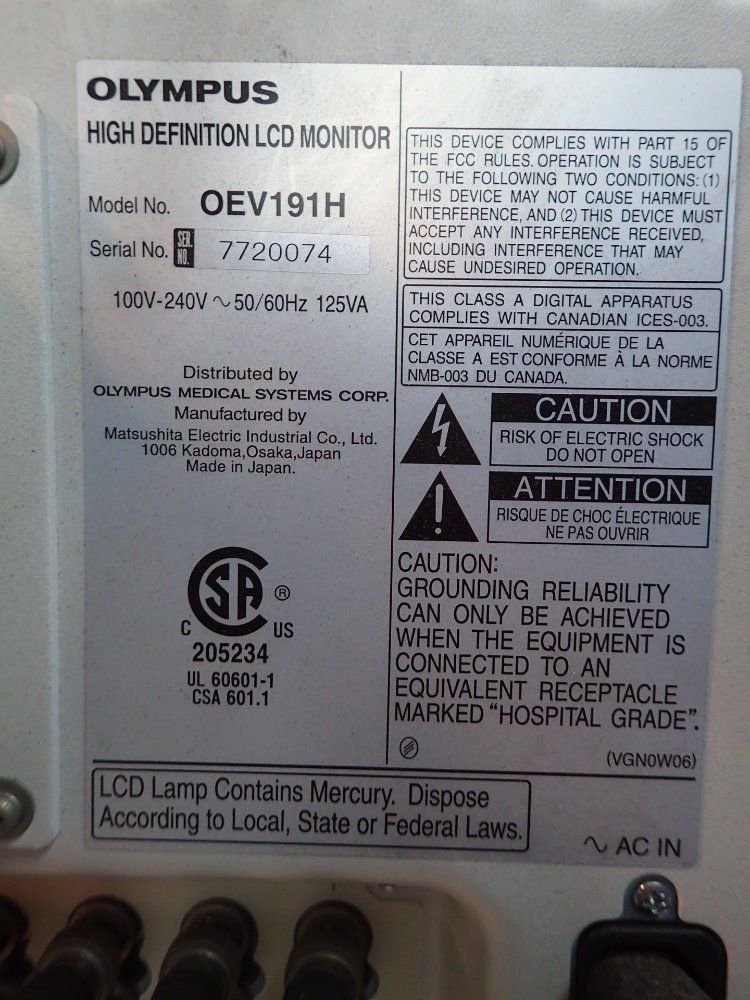 OLYMPUS
HIGH DEFINITION LCD MONITOR
Model No. OEV191H
Serial No. SER. NO. 7720074
100V-240V ～ 50/60Hz 125VA
Distributed by
OLYMPUS MEDICAL SYSTEMS CORP.
Manufactured by
Matsushita Electric Industrial Co., Ltd.
1006 Kadoma,Osaka,Japan
Made in Japan.
CSA ®
C US
205234
UL 60601-1
CSA 601.1
THIS DEVICE COMPLIES WITH PART 15 OF
THE FCC RULES. OPERATION IS SUBJECT
TO THE FOLLOWING TWO CONDITIONS: (1)
THIS DEVICE MAY NOT CAUSE HARMFUL
INTERFERENCE, AND (2) THIS DEVICE MUST
ACCEPT ANY INTERFERENCE RECEIVED,
INCLUDING INTERFERENCE THAT MAY
CAUSE UNDESIRED OPERATION.
THIS CLASS A DIGITAL APPARATUS
COMPLIES WITH CANADIAN ICES-003.
CET APPAREIL NUMÉRIQUE DE LA
CLASSE A EST CONFORME À LA NORME
NMB-003 DU CANADA.
CAUTION
RISK OF ELECTRIC SHOCK
DO NOT OPEN
ATTENTION
RISQUE DE CHOC ÉLECTRIQUE
NE PAS OUVRIR
CAUTION:
GROUNDING RELIABILITY
CAN ONLY BE ACHIEVED
WHEN THE EQUIPMENT IS
CONNECTED TO AN
EQUIVALENT RECEPTACLE
MARKED “HOSPITAL GRADE”.
(VGN0W06)
LCD Lamp Contains Mercury. Dispose
According to Local, State or Federal Laws.
～ AC IN